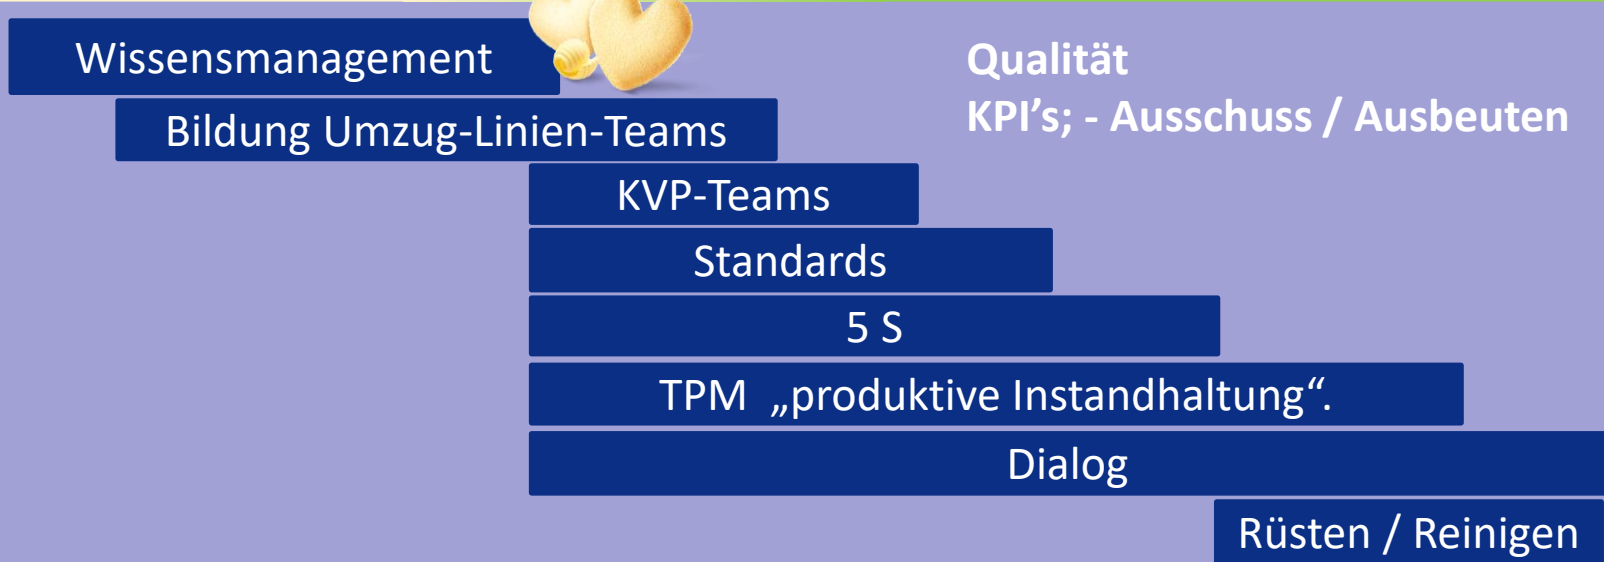 Wissensmanagement
Qualität
KPI's; - Ausschuss / Ausbeuten
Bildung Umzug-Linien-Teams
KVP-Teams
Standards
5 S
TPM „produktive Instandhaltung“.
Dialog
Rüsten / Reinigen